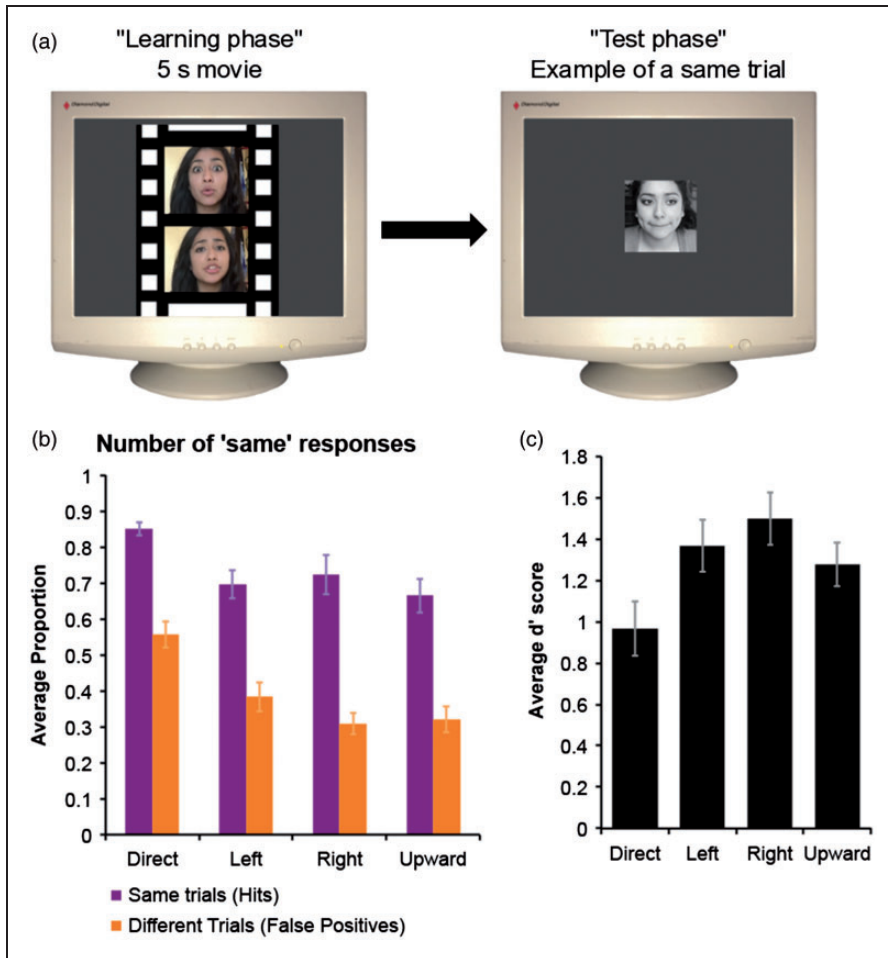 (a)
"Learning phase"
5 s movie
"Test phase"
Example of a same trial
DiamondDigital
DiamondDigital
(b)
Number of 'same' responses
Average Proportion
1
0.9
0.8
0.7
0.6
0.5
0.4
0.3
0.2
0.1
0
Direct Left Right Upward
Same trials (Hits)
Different Trials (False Positives)
(c)
Average d' score
1.8
1.6
1.4
1.2
1
0.8
0.6
0.4
0.2
0
Direct Left Right Upward